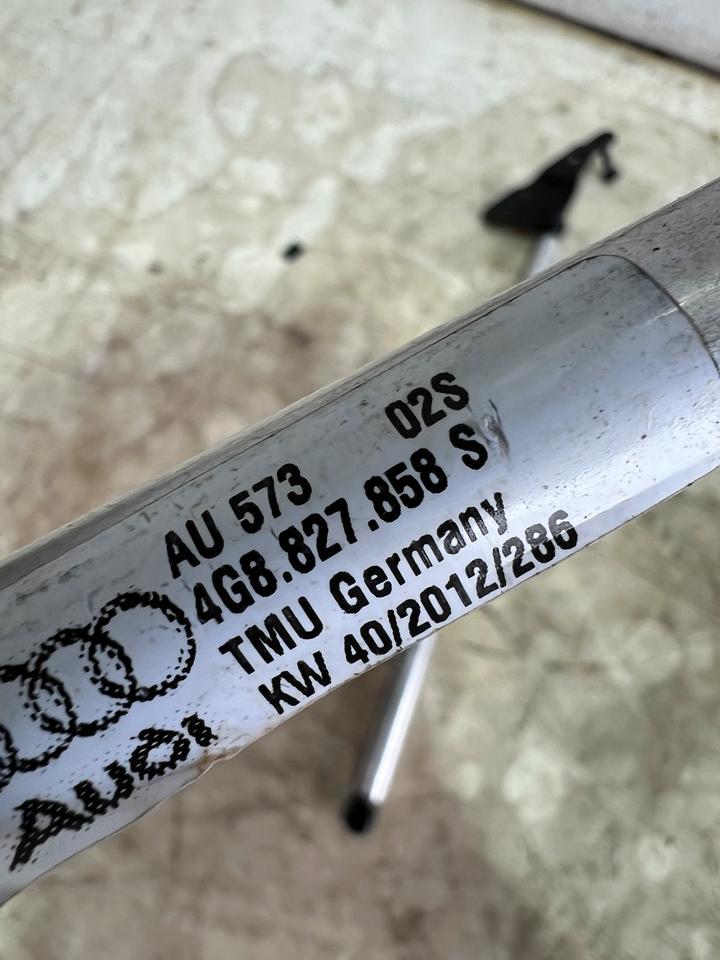 02S
AU 573
4G8.827.858 S
TMU Germany
KW 40/2012/286
Audi